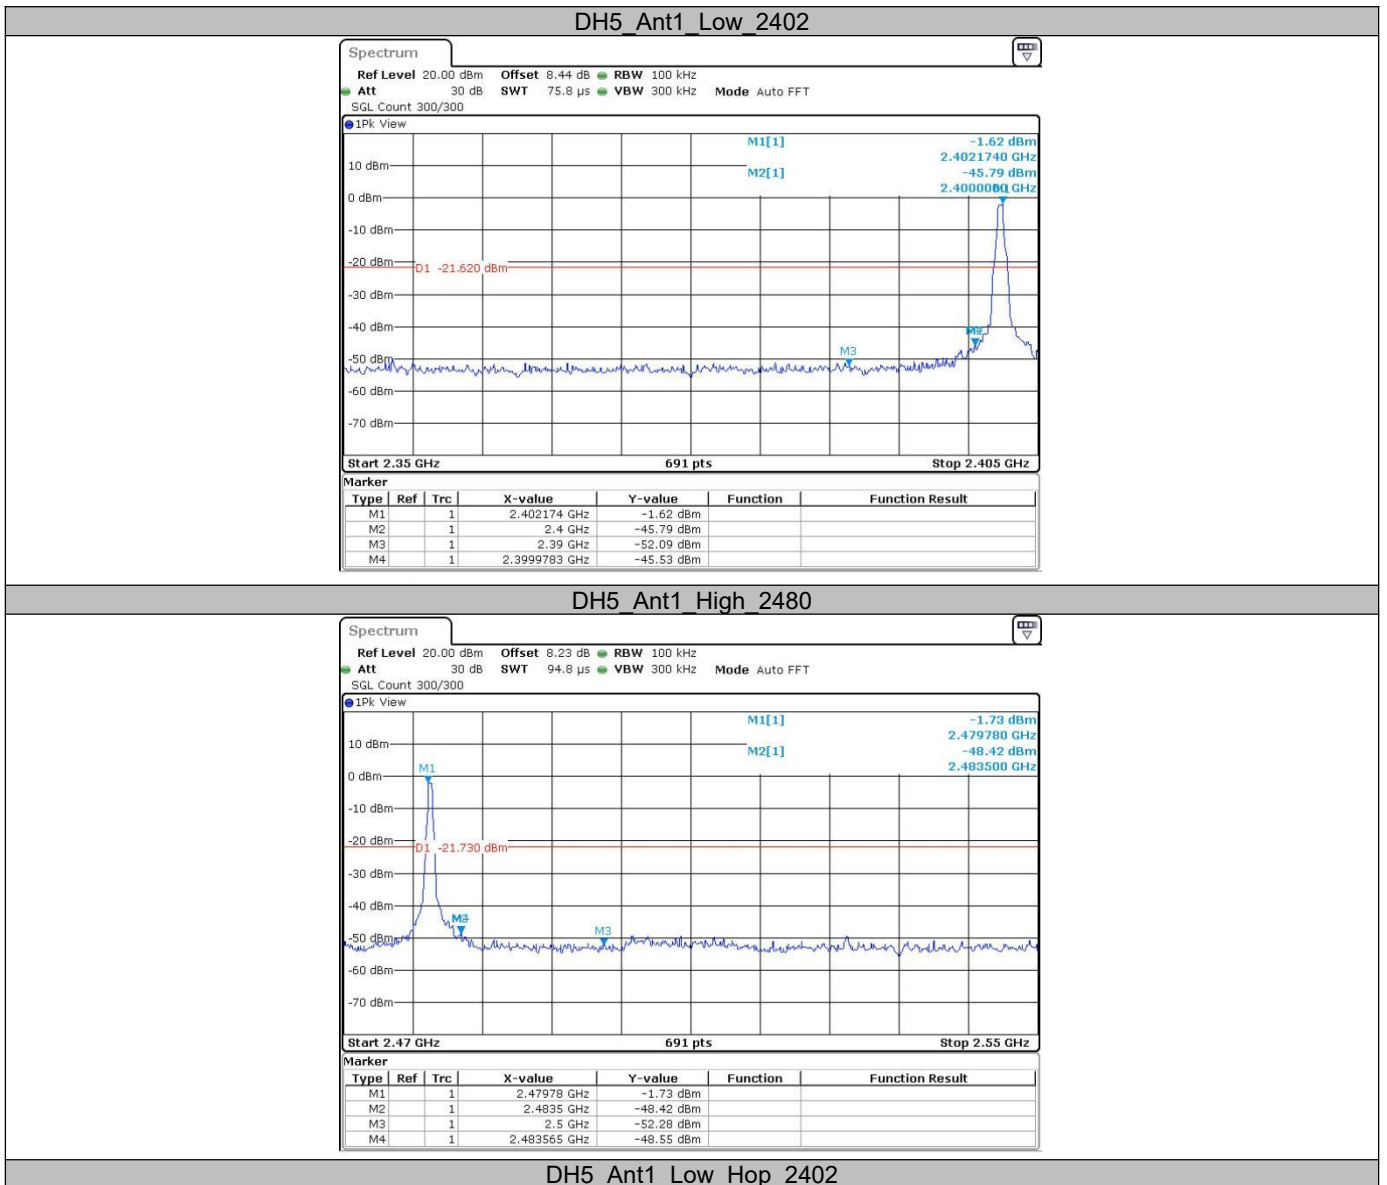 DH5_Ant1_Low_2402
Spectrum
Ref Level 20.00 dBm Offset 8.44 dB RBW 100 kHz
Att 30 dB SWT 75.8 µs VBW 300 kHz Mode Auto FFT
SGL Count 300/300
1Pk View
M1[1] -1.62 dBm
2.4021740 GHz
10 dBm
M2[1] -45.79 dBm
GHz
0 dBm
-10 dBm
-20 dBm
D1 -21.620 dBm
-30 dBm
-40 dBm
M3
-50 dBm
-60 dBm
-70 dBm
Start 2.35 GHz 691 pts Stop 2.405 GHz
Marker
Type Ref Trc X-value Y-value Function Function Result
M1 1 2.402174 GHz -1.62 dBm
M2 1 2.4 GHz -45.79 dBm
M3 1 2.39 GHz -52.09 dBm
M4 1 2.3999783 GHz -45.53 dBm
DH5_Ant1_High_2480
Spectrum
Ref Level 20.00 dBm Offset 8.23 dB RBW 100 kHz
Att 30 dB SWT 94.8 µs VBW 300 kHz Mode Auto FFT
SGL Count 300/300
1Pk View
M1[1] -1.73 dBm
2.479780 GHz
10 dBm
M2[1] -48.42 dBm
2.483500 GHz
M1
0 dBm
-10 dBm
-20 dBm
D1 -21.730 dBm
-30 dBm
-40 dBm
M3
-50 dBm
-60 dBm
-70 dBm
Start 2.47 GHz 691 pts Stop 2.55 GHz
Marker
Type Ref Trc X-value Y-value Function Function Result
M1 1 2.47978 GHz -1.73 dBm
M2 1 2.4835 GHz -48.42 dBm
M3 1 2.5 GHz -52.28 dBm
M4 1 2.483565 GHz -48.55 dBm
DH5_Ant1_Low_Hop_2402